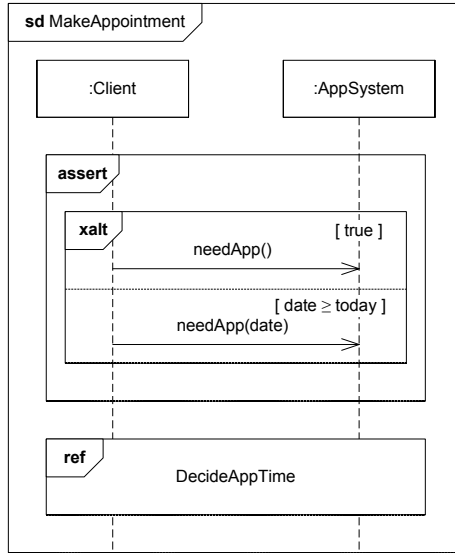 sd MakeAppointment
:Client
:AppSystem
assert
xalt
[ true ]
needApp()
[ date ≥ today ]
needApp(date)
ref
DecideAppTime